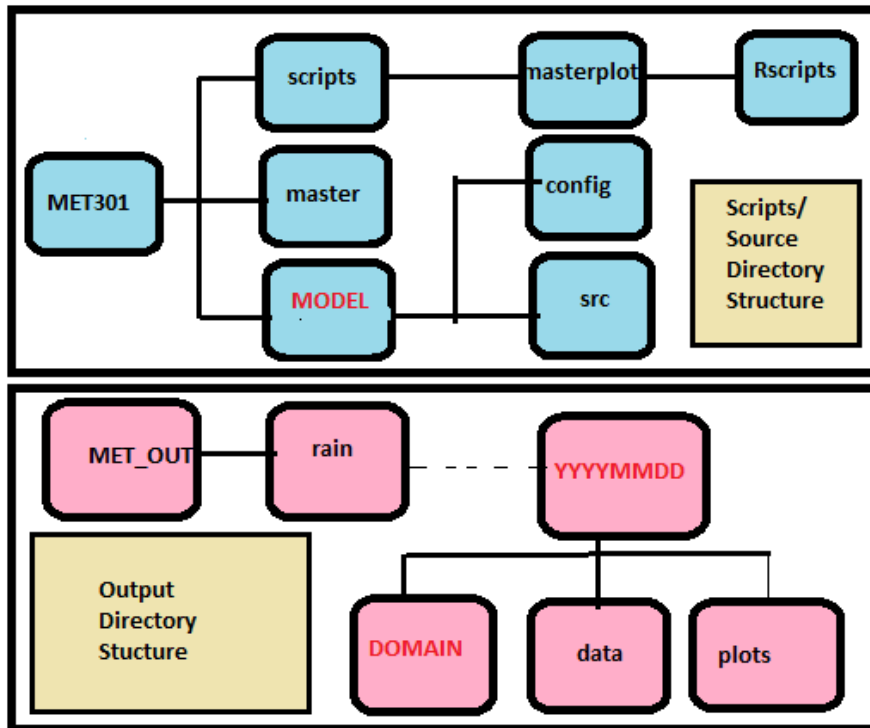 scripts
masterplot
Rscripts
MET301
master
config
MODEL
src
Scripts/
Source
Directory
Structure
MET_OUT
rain
YYYYMMDD
Output
Directory
Stucture
DOMAIN
data
plots